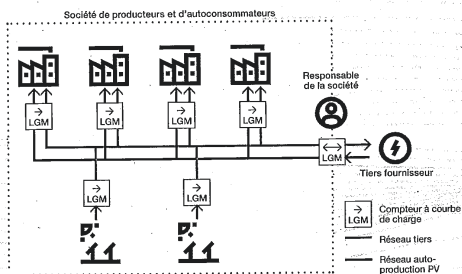 Société de producteurs et d'autoconsommateurs
Responsable
de la société
LGM
LGM
LGM
LGM
LGM
Tiers fournisseur
LGM
LGM
LGM
Compteur à courbe
de charge
Réseau tiers
Réseau auto-
production PV